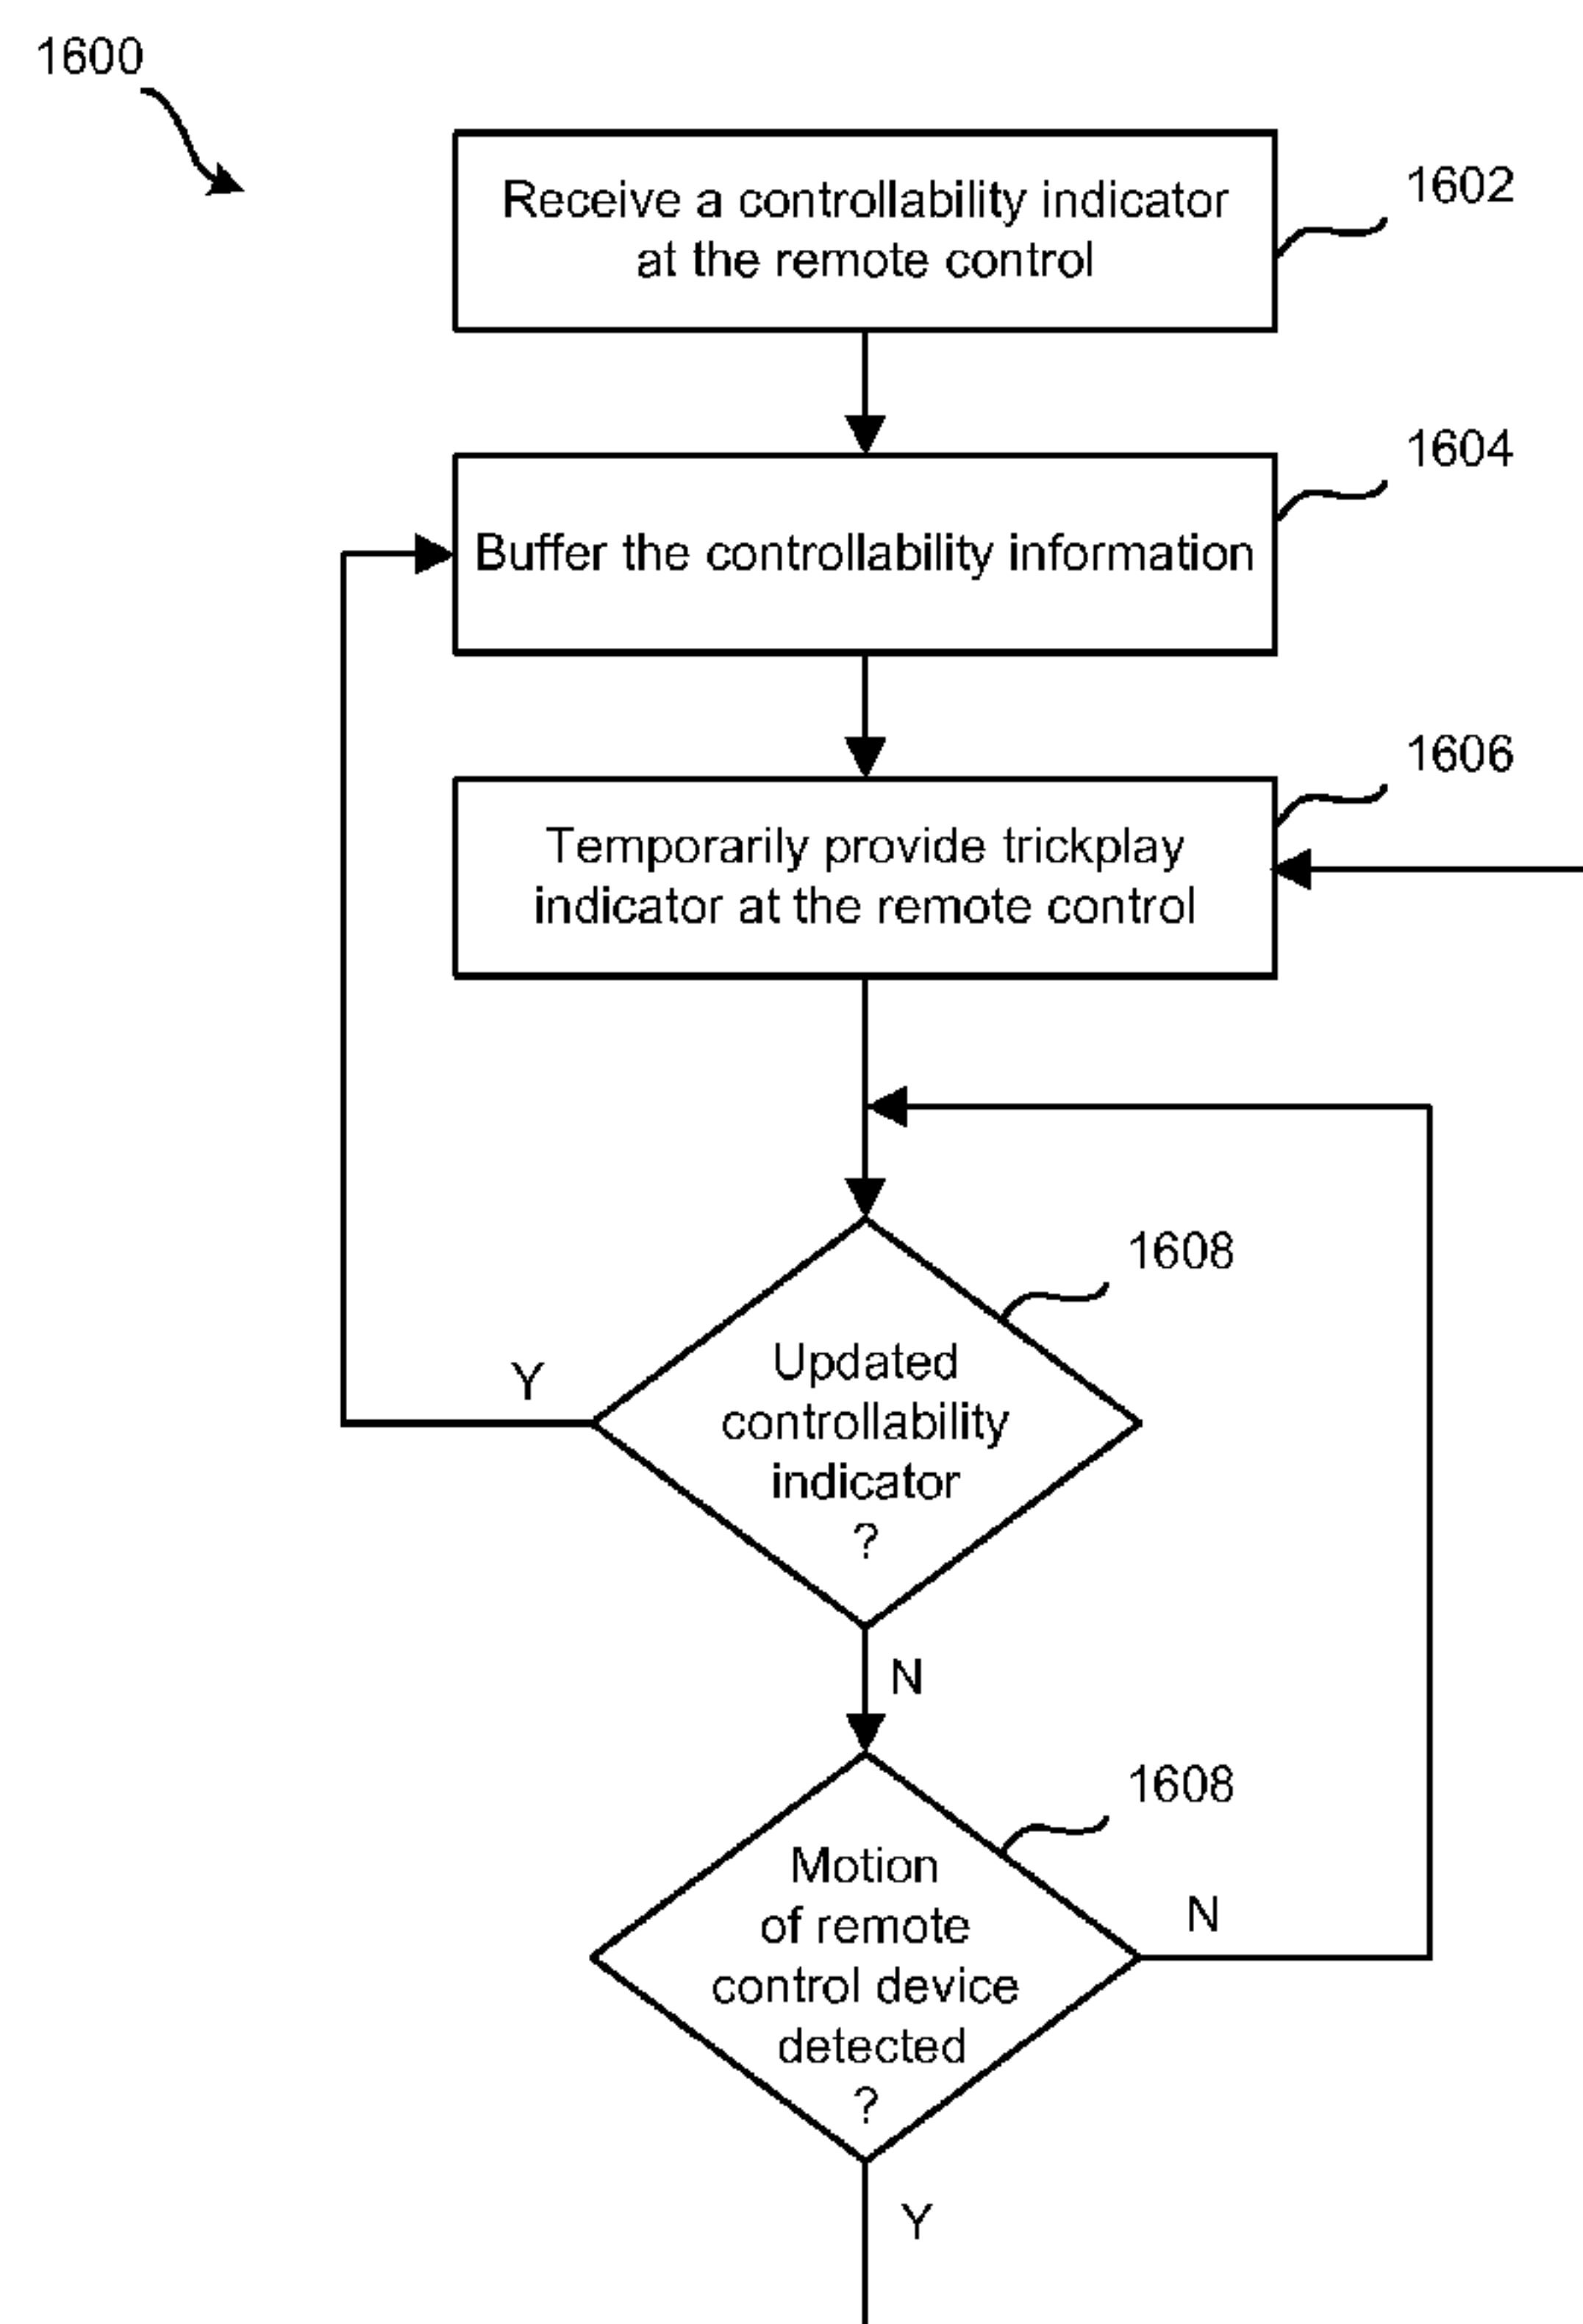 1600
Receive a controllability indicator
at the remote control
1602
Buffer the controllability information
1604
Temporarily provide trickplay
indicator at the remote control
1606
Updated
controllability
indicator
?
1608
Y
N
Motion
of remote
control device
detected
?
1608
N
Y